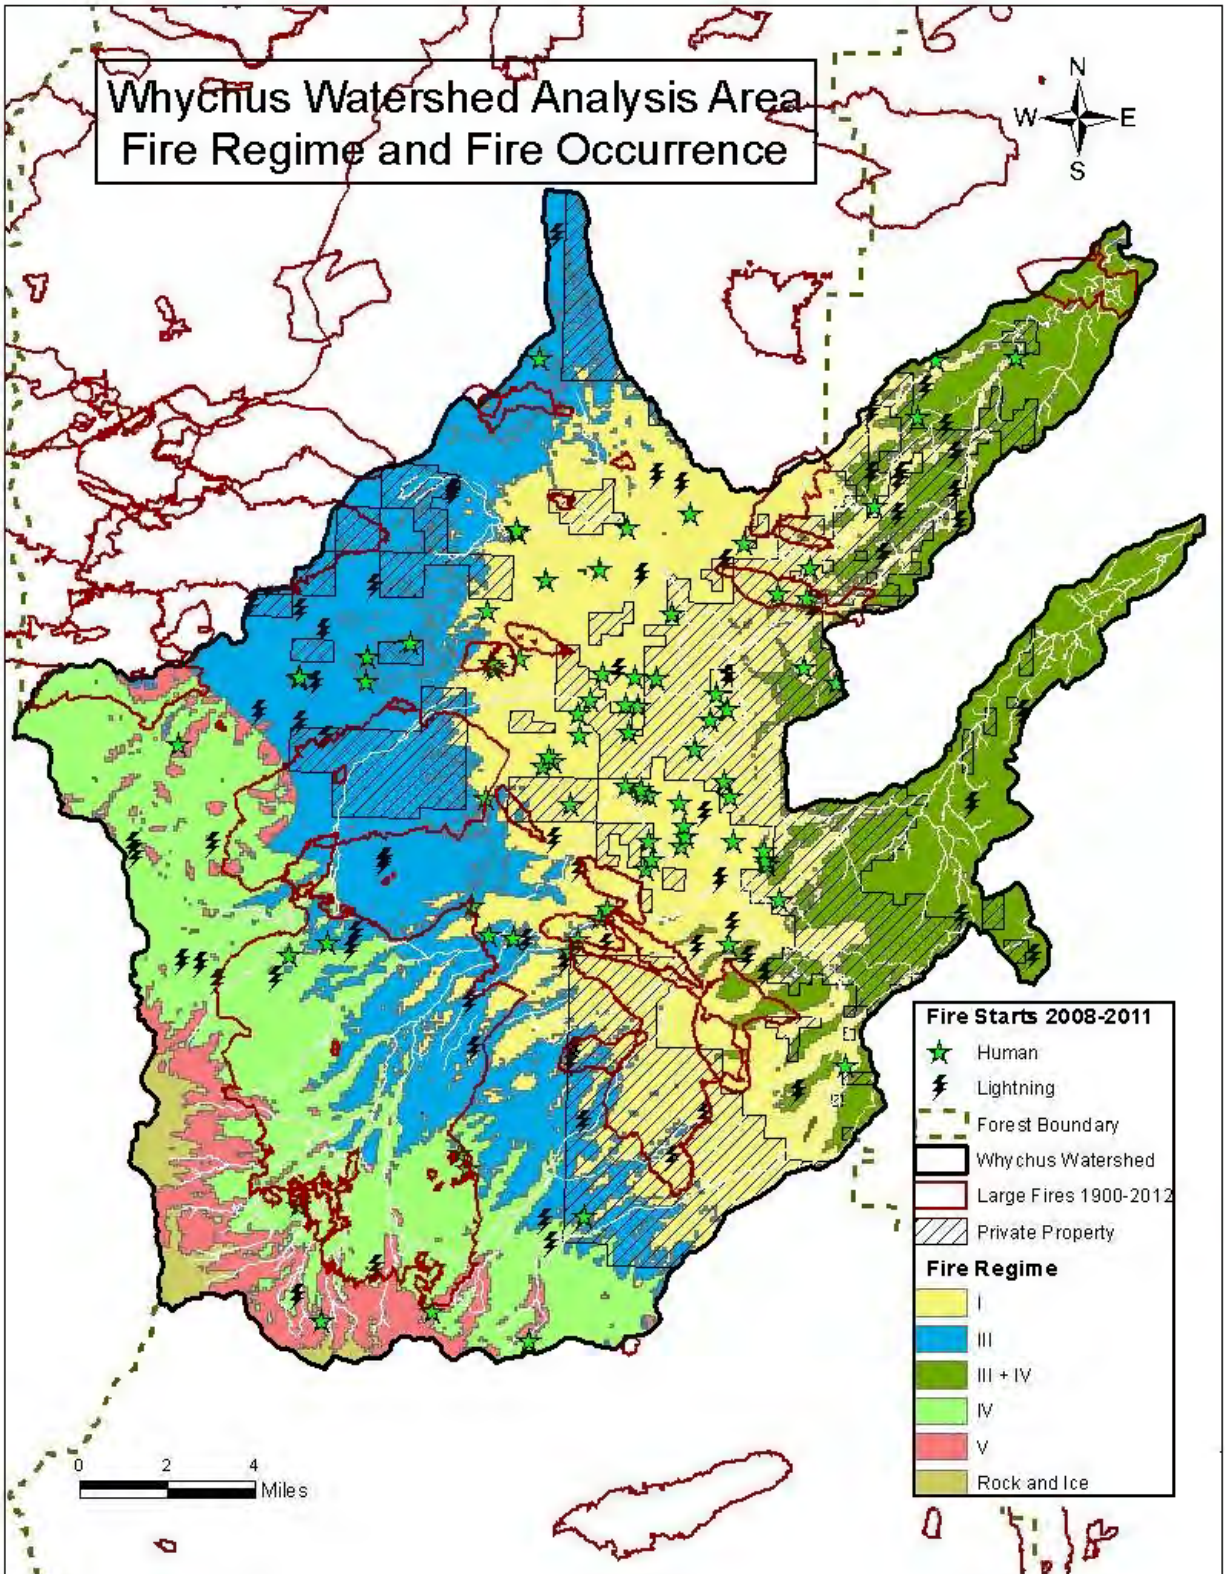 Whychus Watershed Analysis Area
Fire Regime and Fire Occurrence
N
W E
S
Fire Starts 2008-2011
Human
Lightning
Forest Boundary
Whychus Watershed
Large Fires 1900-2012
Private Property
Fire Regime
I
III
III + IV
IV
V
Rock and Ice
0 2 4
Miles